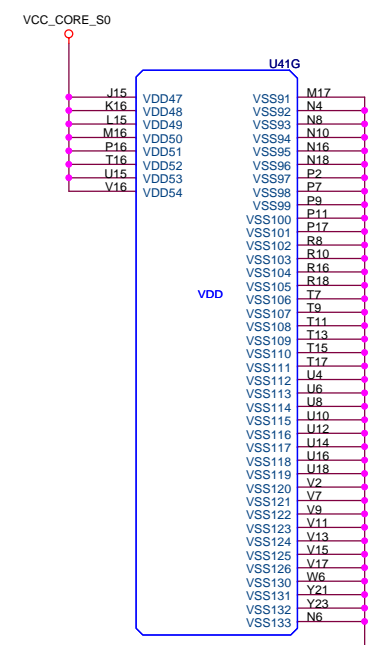 VCC_CORE_S0
U41G
J15 VDD47 VSS91 M17
K16 VDD48 VSS92 N4
L15 VDD49 VSS93 N8
M16 VDD50 VSS94 N10
P16 VDD51 VSS95 N16
T16 VDD52 VSS96 N18
U15 VDD53 VSS97 P2
V16 VDD54 VSS98 P7
VSS99 P9
VSS100 P11
VSS101 P17
VSS102 R8
VSS103 R10
VSS104 R16
VSS105 R18
VDD VSS106 T7
VSS107 T9
VSS108 T11
VSS109 T13
VSS110 T15
VSS111 T17
VSS112 U4
VSS113 U6
VSS114 U8
VSS115 U10
VSS116 U12
VSS117 U14
VSS118 U16
VSS119 U18
VSS120 V2
VSS121 V7
VSS122 V9
VSS123 V11
VSS124 V13
VSS125 V15
VSS126 V17
VSS130 W6
VSS131 Y21
VSS132 Y23
VSS133 N6